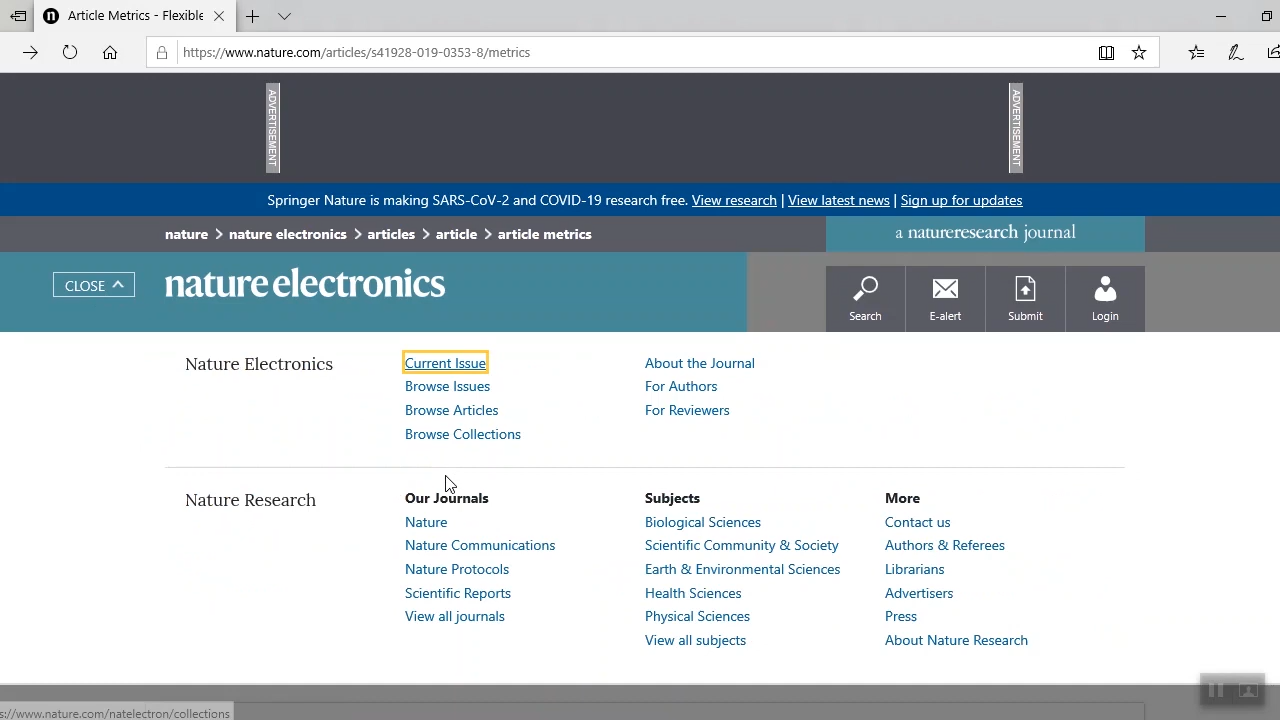 Article Metrics - Flexible
https://www.nature.com/articles/s41928-019-0353-8/metrics
ADVERTISEMENT
ADVERTISEMENT
Springer Nature is making SARS-CoV-2 and COVID-19 research free. View research | View latest news | Sign up for updates
nature > nature electronics > articles > article > article metrics
a natureresearch journal
CLOSE
nature electronics
Search
E-alert
Submit
Login
Nature Electronics
Current Issue
Browse Issues
Browse Articles
Browse Collections
About the Journal
For Authors
For Reviewers
Nature Research
Our Journals
Nature
Nature Communications
Nature Protocols
Scientific Reports
View all journals
Subjects
Biological Sciences
Scientific Community & Society
Earth & Environmental Sciences
Health Sciences
Physical Sciences
View all subjects
More
Contact us
Authors & Referees
Librarians
Advertisers
Press
About Nature Research
s://www.nature.com/natelectron/collections